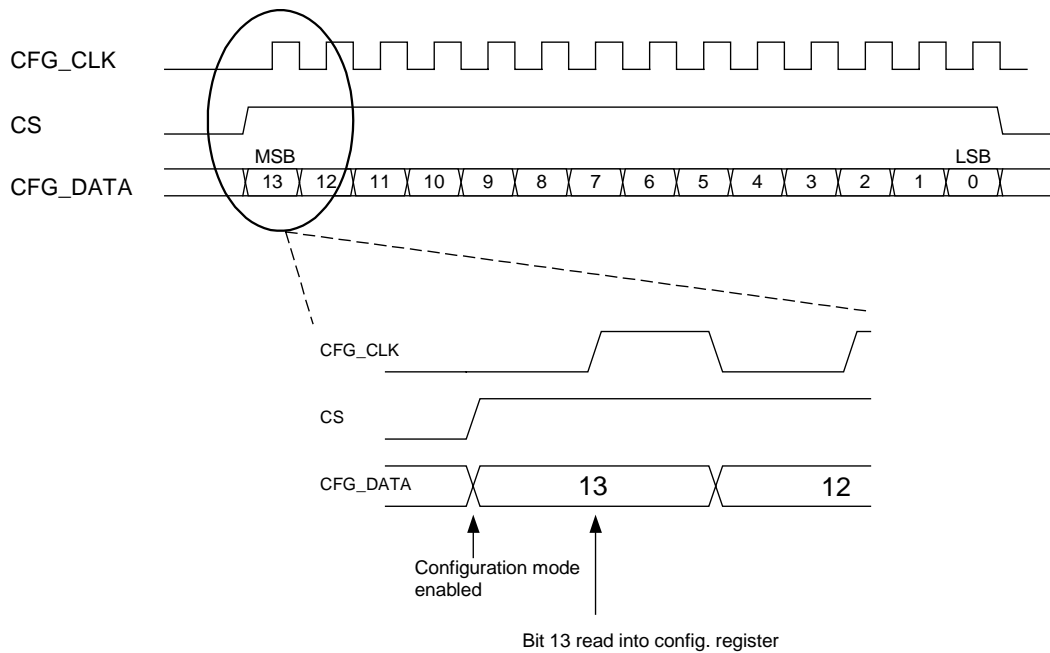 CFG_CLK
CS
MSB LSB
CFG_DATA 13 12 11 10 9 8 7 6 5 4 3 2 1 0
CFG_CLK
CS
CFG_DATA 13 12
Configuration mode
enabled
Bit 13 read into config. register